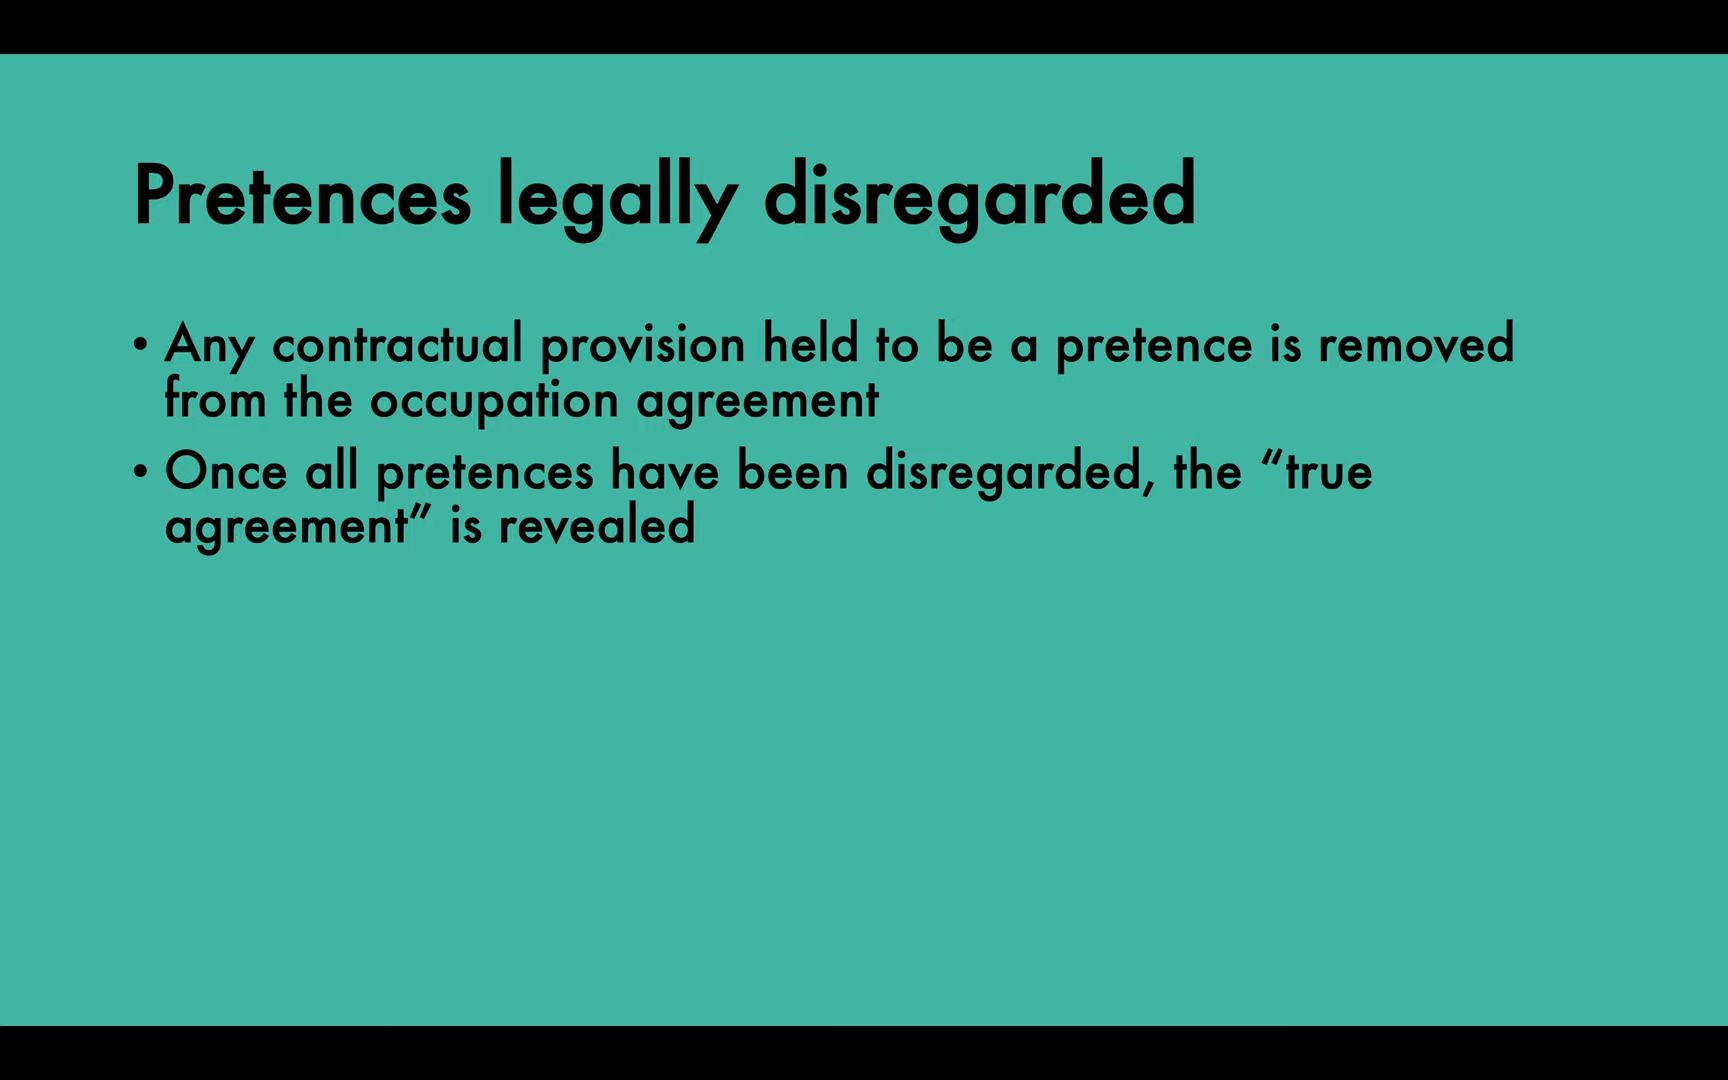 Pretences legally disregarded
• Any contractual provision held to be a pretence is removed
from the occupation agreement
• Once all pretences have been disregarded, the “true
agreement” is revealed